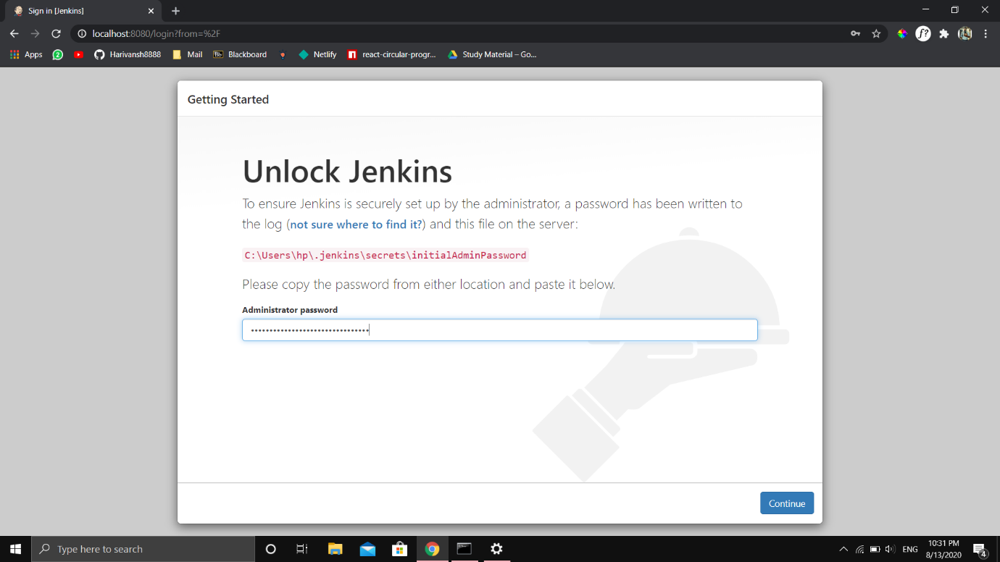 Sign in [Jenkins]
localhost:8080/login?from=%2F
f?
Apps
2
Harivansh8888
Mail
Bb
Blackboard
Netlify
react-circular-progr...
Study Material – Go...
Getting Started
Unlock Jenkins
To ensure Jenkins is securely set up by the administrator, a password has been written to
the log (not sure where to find it?) and this file on the server:
C:\Users\hp\.jenkins\secrets\initialAdminPassword
Please copy the password from either location and paste it below.
Administrator password
Continue
Type here to search
ENG
10:31 PM
8/13/2020
4